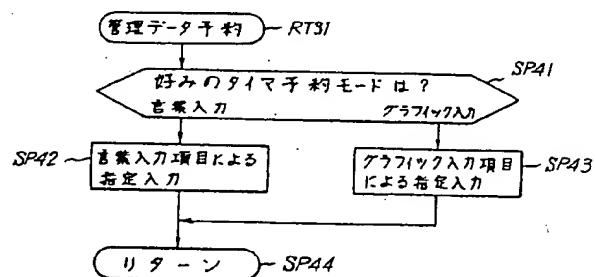 管理データ予約 RT31
好みのタイマ予約モードは? SP41
言葉入力 グラフィック入力
SP42 言葉入力項目による
指定入力
グラフィック入力項目 SP43
による指定入力
リターン SP44